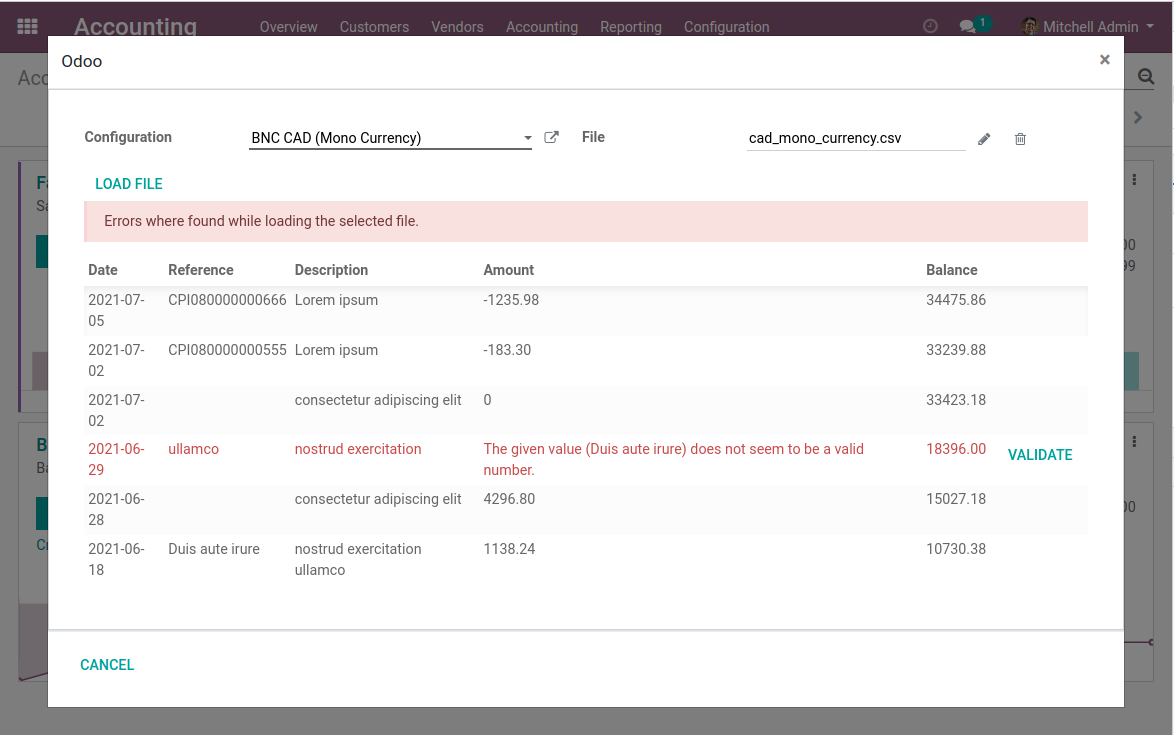 Accounting Overview Customers Vendors Accounting Reporting Configuration 1 Mitchell Admin
Odoo ×
Configuration BNC CAD (Mono Currency) File cad_mono_currency.csv
LOAD FILE
Errors where found while loading the selected file.
Date Reference Description Amount Balance
2021-07- CPI080000000666 Lorem ipsum -1235.98 34475.86
05
2021-07- CPI080000000555 Lorem ipsum -183.30 33239.88
02
2021-07- consectetur adipiscing elit 0 33423.18
02
2021-06- ullamco nostrud exercitation The given value (Duis aute irure) does not seem to be a valid 18396.00 VALIDATE
29 number.
2021-06- consectetur adipiscing elit 4296.80 15027.18
28
2021-06- Duis aute irure nostrud exercitation 1138.24 10730.38
18 ullamco
CANCEL